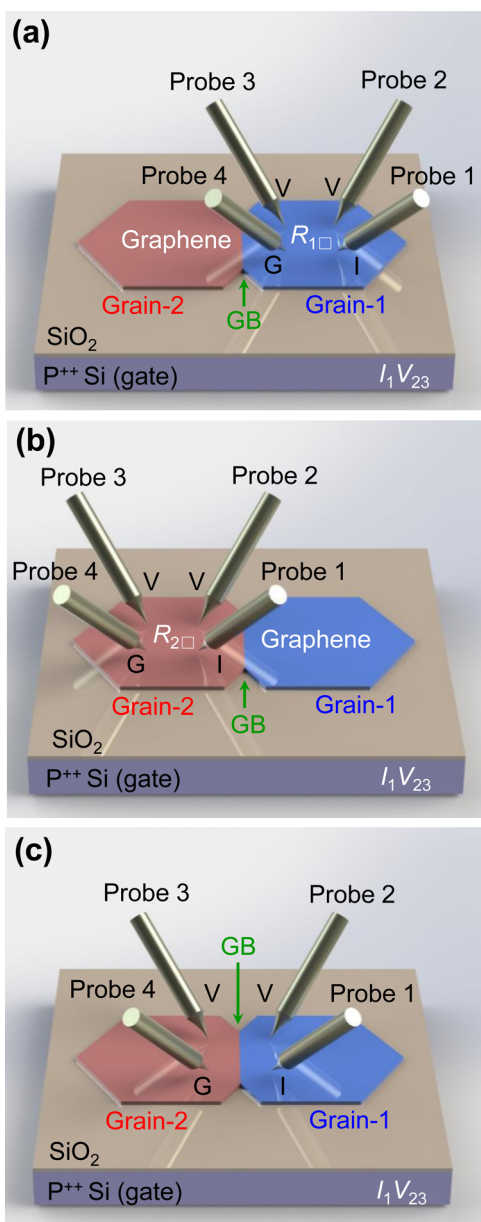 (a)
Probe 3
Probe 2
Probe 4
V
V
Probe 1
Graphene
R1□
G
I
Grain-2
GB
Grain-1
SiO2
P++ Si (gate)
I1V23
(b)
Probe 3
Probe 2
Probe 4
V
V
Probe 1
R2□
Graphene
G
I
Grain-2
GB
Grain-1
SiO2
P++ Si (gate)
I1V23
(c)
Probe 3
Probe 2
GB
Probe 4
V
V
Probe 1
G
I
Grain-2
Grain-1
SiO2
P++ Si (gate)
I1V23